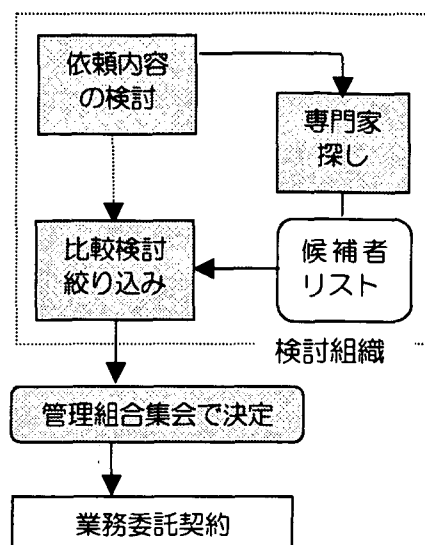 依頼内容
の検討
専門家
探し
比較検討
絞り込み
候補者
リスト
検討組織
管理組合集会で決定
業務委託契約